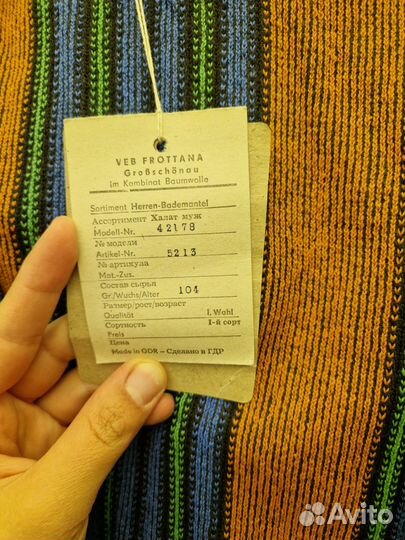 VEB FROTTANA
Großschönau
im Kombinat Baumwolle
Sortiment Herren-Bademantel
Ассортимент Халат муж
Modell-Nr. 42178
№ модели
Artikel-Nr. 5213
№ артикула
Mat.-Zus.
Состав сырья
Gr./Wuchs/Alter 104
Размер/рост/возраст
Qualität I. Wahl
Сортность I-й сорт
Preis
Цена
Made in GDR – Сделано в ГДР
Avito